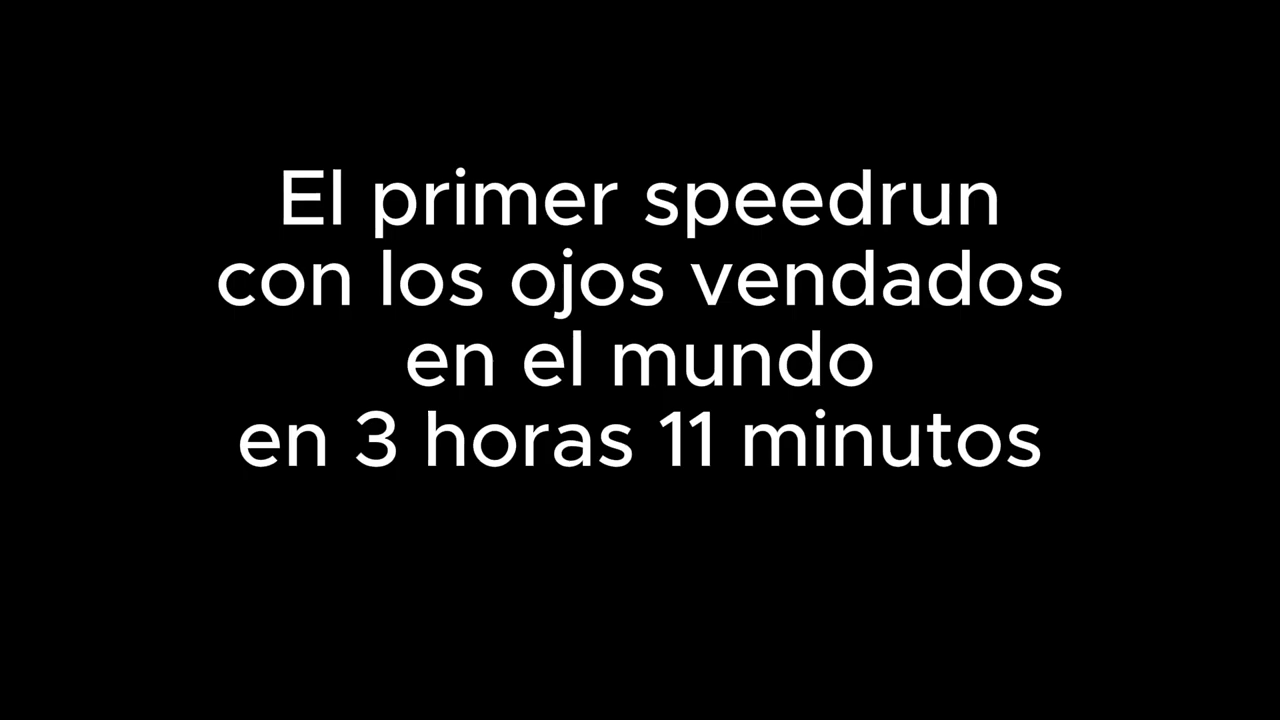 El primer speedrun
con los ojos vendados
en el mundo
en 3 horas 11 minutos